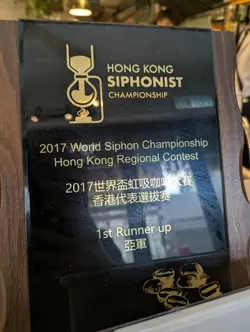 HONG KONG
SIPHONIST
CHAMPIONSHIP
2017 World Siphon Championship
Hong Kong Regional Contest
2017世界盃虹吸咖啡大賽
香港代表選拔賽
1st Runner up
亞軍